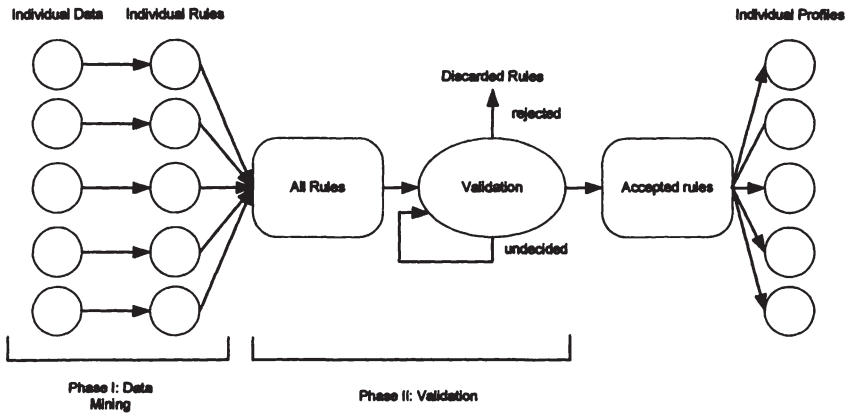 Individual Data
Individual Rules
Individual Profiles
Discarded Rules
rejected
All Rules
Validation
Accepted rules
undecided
Phase I: Data
Mining
Phase II: Validation